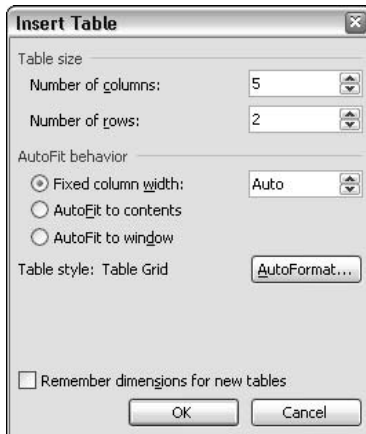 Insert Table
Table size
Number of columns: 5
Number of rows: 2
AutoFit behavior
Fixed column width: Auto
AutoFit to contents
AutoFit to window
Table style: Table Grid AutoFormat...
Remember dimensions for new tables
OK Cancel